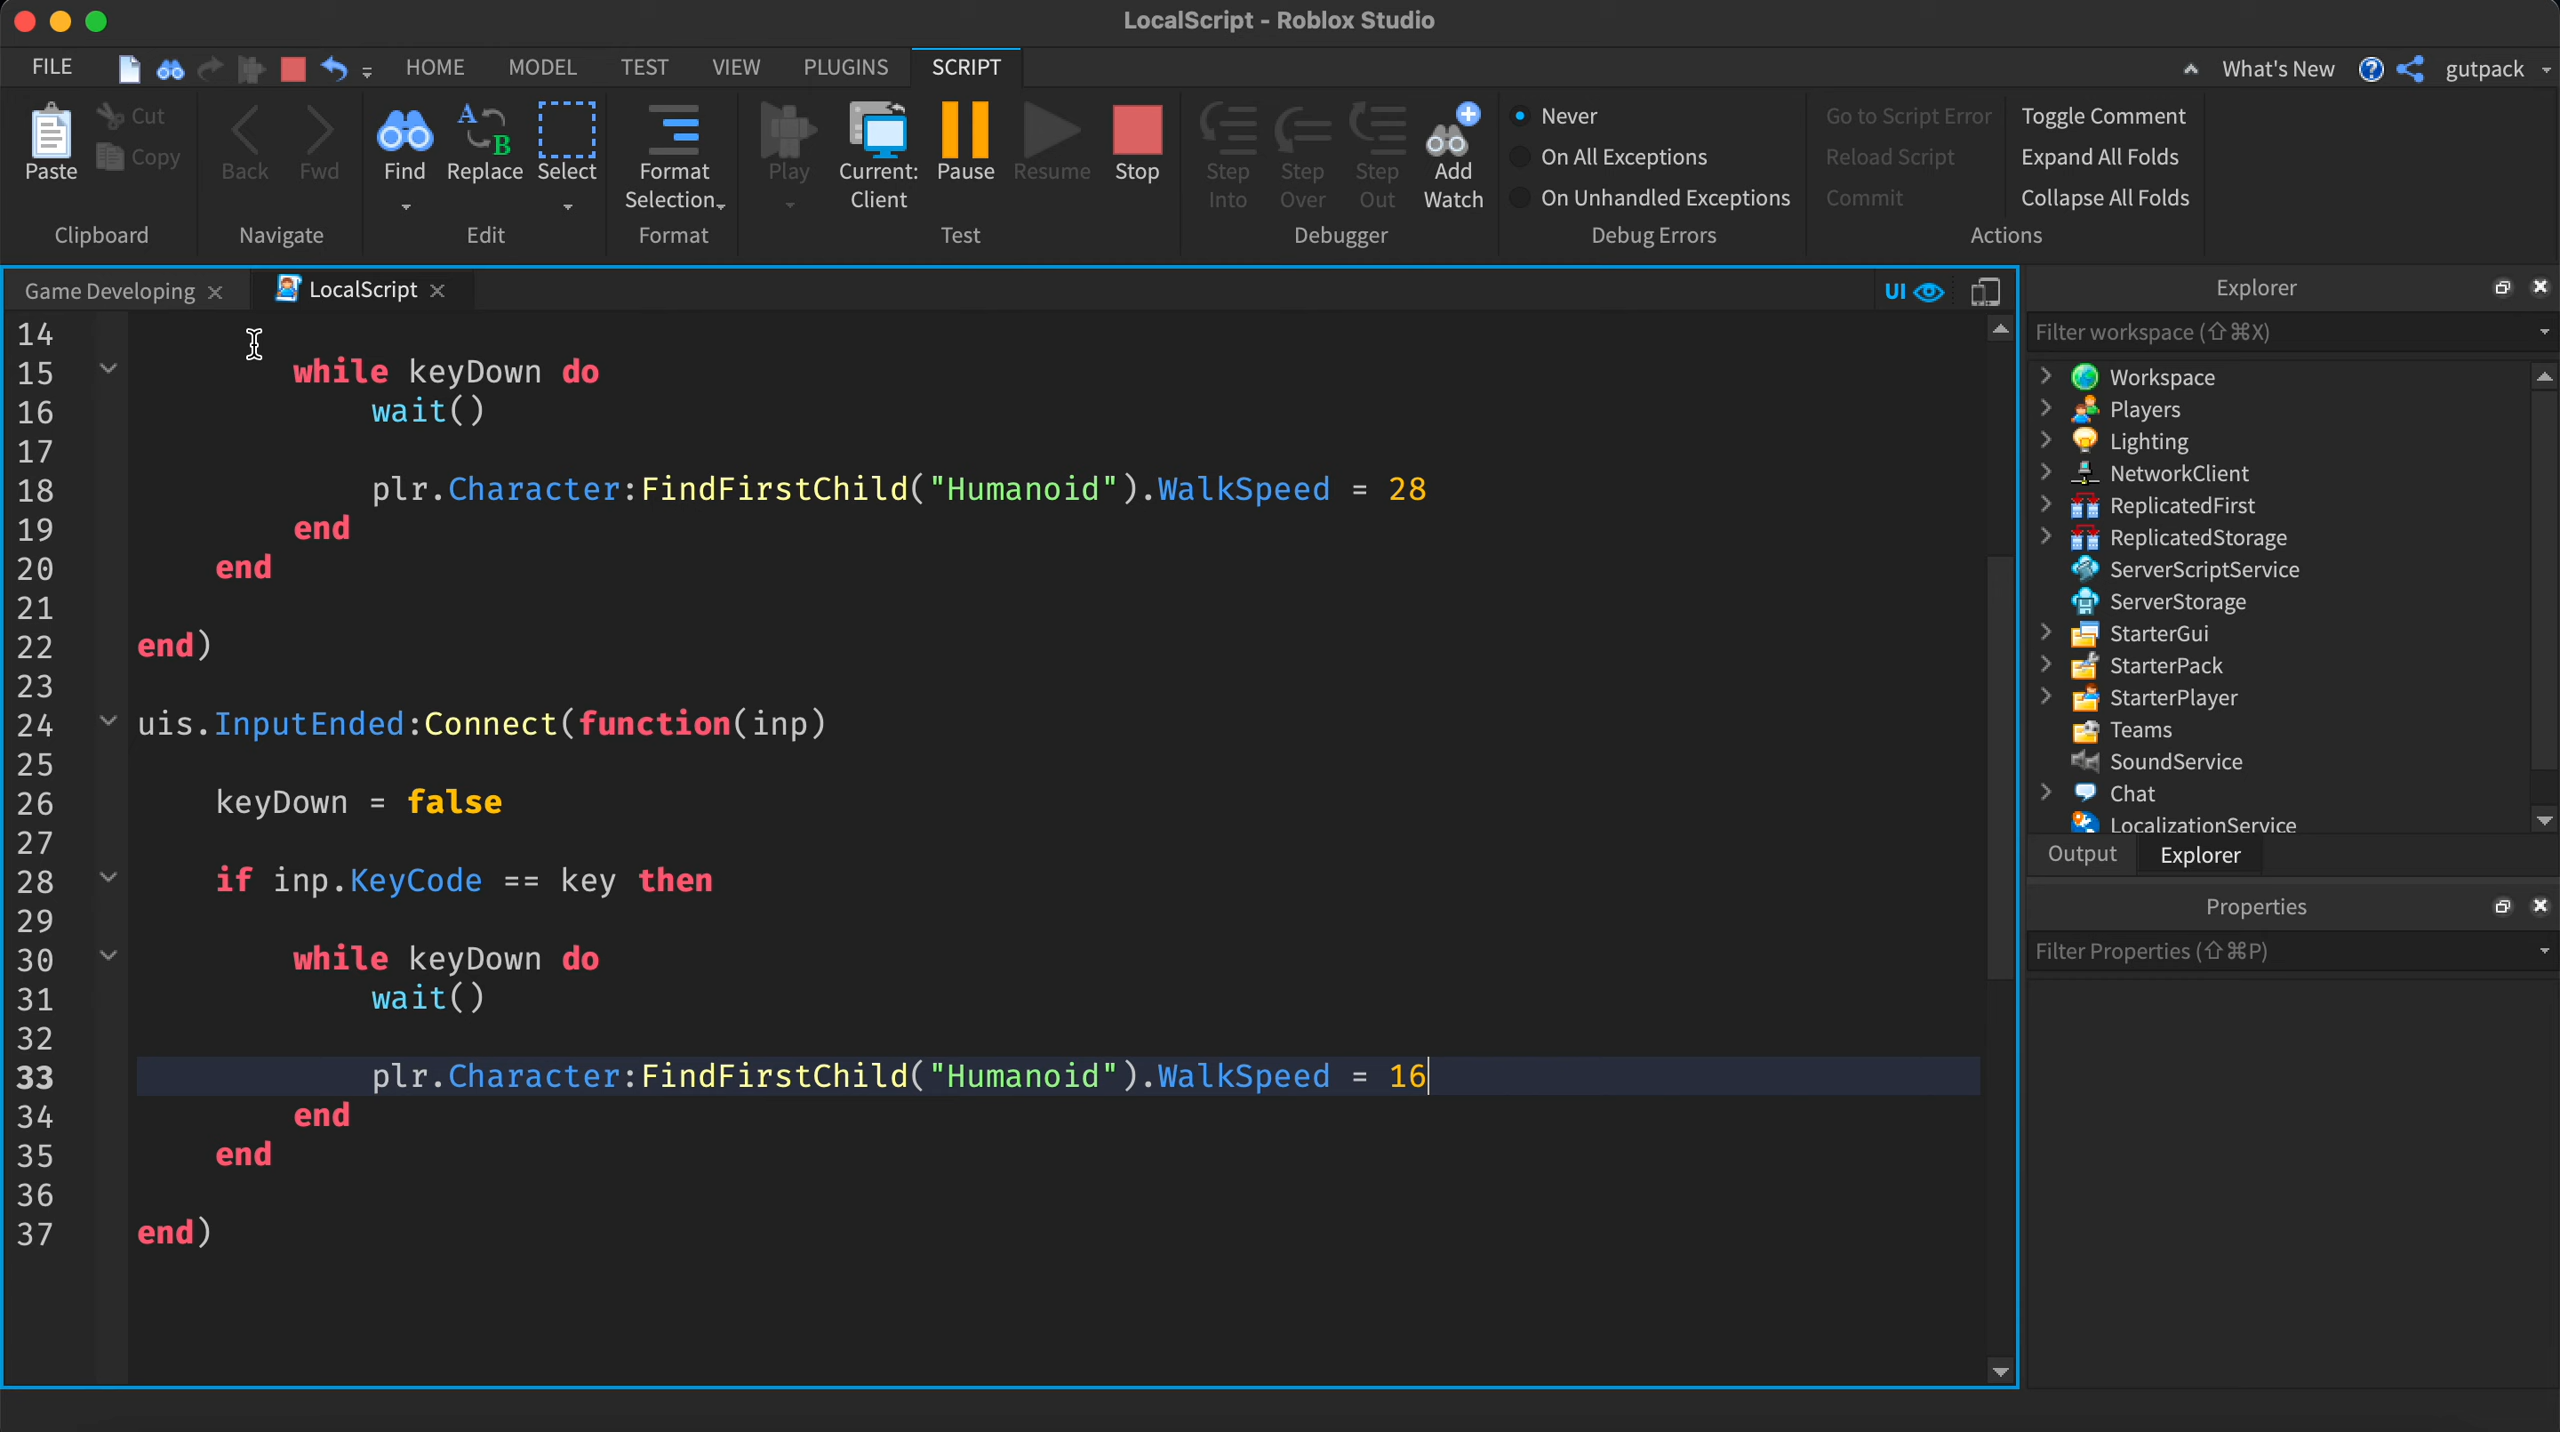 LocalScript - Roblox Studio
FILE HOME MODEL TEST VIEW PLUGINS SCRIPT What's New gutpack
Paste Cut Copy
Clipboard
Back Fwd
Navigate
Find Replace Select
Edit
Format Selection
Format
Play Current: Client Pause Resume Stop
Test
Step Into Step Over Step Out Add Watch
Debugger
Never
On All Exceptions
On Unhandled Exceptions
Debug Errors
Go to Script Error
Reload Script
Commit
Toggle Comment
Expand All Folds
Collapse All Folds
Actions
Game Developing LocalScript UI
14
15 while keyDown do
16 wait()
17
18 plr.Character:FindFirstChild("Humanoid").WalkSpeed = 28
19 end
20 end
21
22 end)
23
24 uis.InputEnded:Connect(function(inp)
25
26 keyDown = false
27
28 if inp.KeyCode == key then
29
30 while keyDown do
31 wait()
32
33 plr.Character:FindFirstChild("Humanoid").WalkSpeed = 16
34 end
35 end
36
37 end)
Explorer
Filter workspace (⇧⌘X)
Workspace
Players
Lighting
NetworkClient
ReplicatedFirst
ReplicatedStorage
ServerScriptService
ServerStorage
StarterGui
StarterPack
StarterPlayer
Teams
SoundService
Chat
LocalizationService
Output Explorer
Properties
Filter Properties (⇧⌘P)